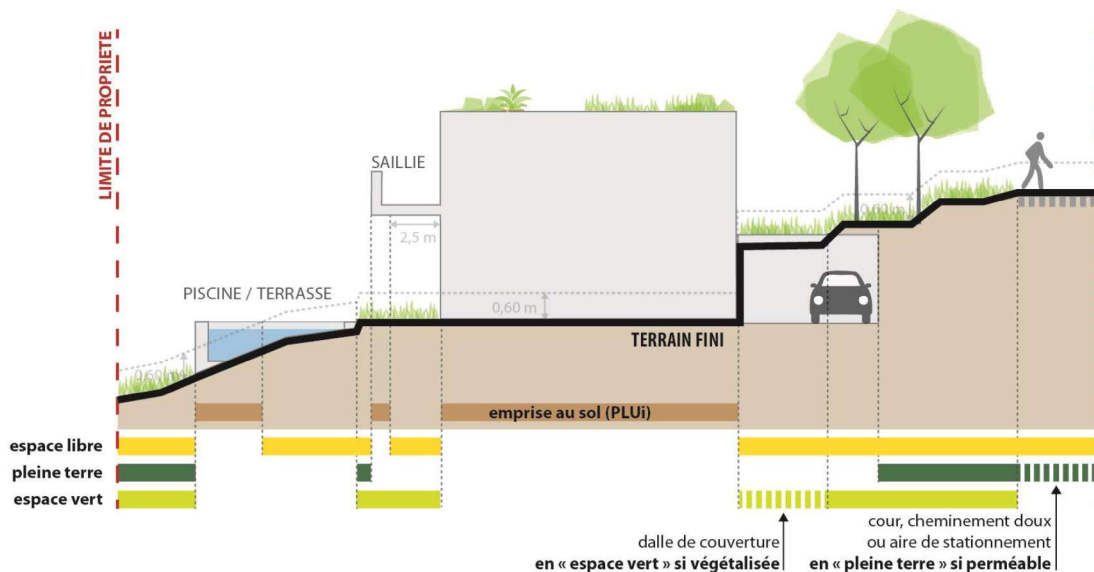 LIMITE DE PROPRIETE
SAILLIE
2,5 m
0,60 m
PISCINE / TERRASSE
0,60 m
0,60 m
TERRAIN FINI
emprise au sol (PLUi)
espace libre
pleine terre
espace vert
dalle de couverture
en « espace vert » si végétalisée
cour, cheminement doux
ou aire de stationnement
en « pleine terre » si perméable